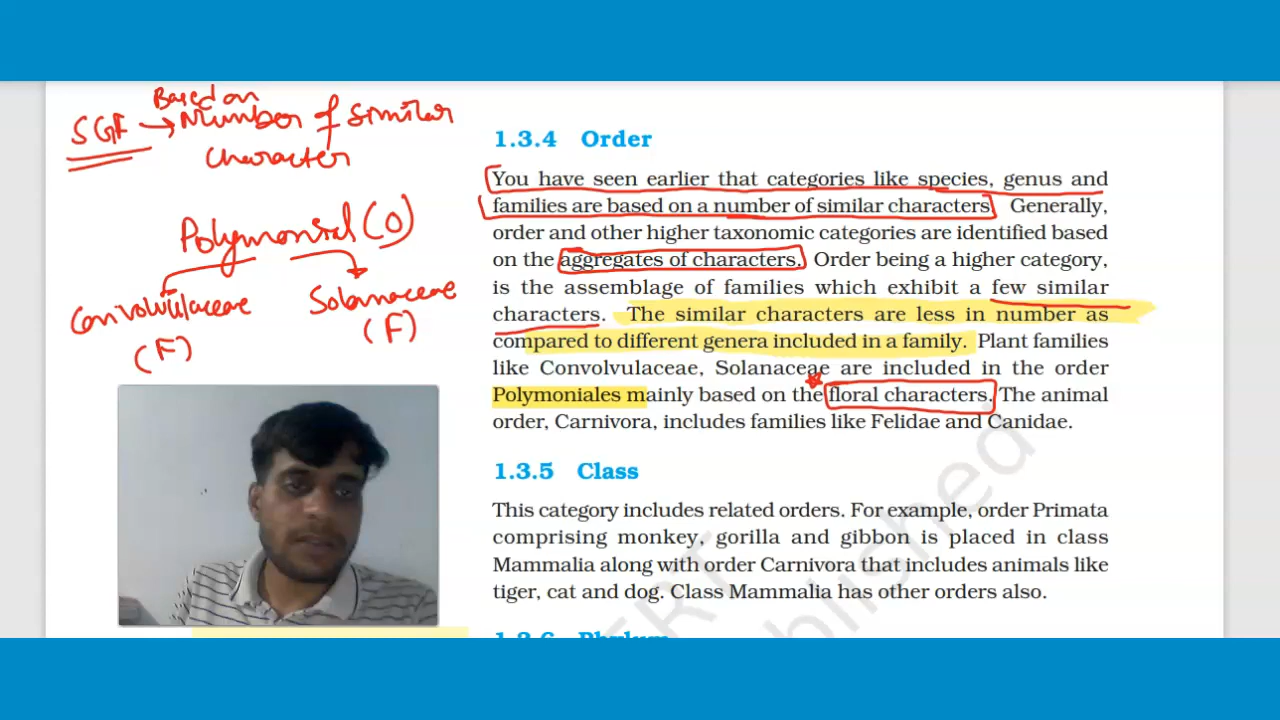 Based on
SGF → Number of Similar
Character
Polymonial (O)
Convolvulaceae
(F)
Solanaceae
(F)
1.3.4 Order
You have seen earlier that categories like species, genus and
families are based on a number of similar characters. Generally,
order and other higher taxonomic categories are identified based
on the aggregates of characters. Order being a higher category,
is the assemblage of families which exhibit a few similar
characters. The similar characters are less in number as
compared to different genera included in a family. Plant families
like Convolvulaceae, Solanaceae are included in the order
Polymoniales mainly based on the floral characters. The animal
order, Carnivora, includes families like Felidae and Canidae.
1.3.5 Class
This category includes related orders. For example, order Primata
comprising monkey, gorilla and gibbon is placed in class
Mammalia along with order Carnivora that includes animals like
tiger, cat and dog. Class Mammalia has other orders also.
1.3.6 Phylum